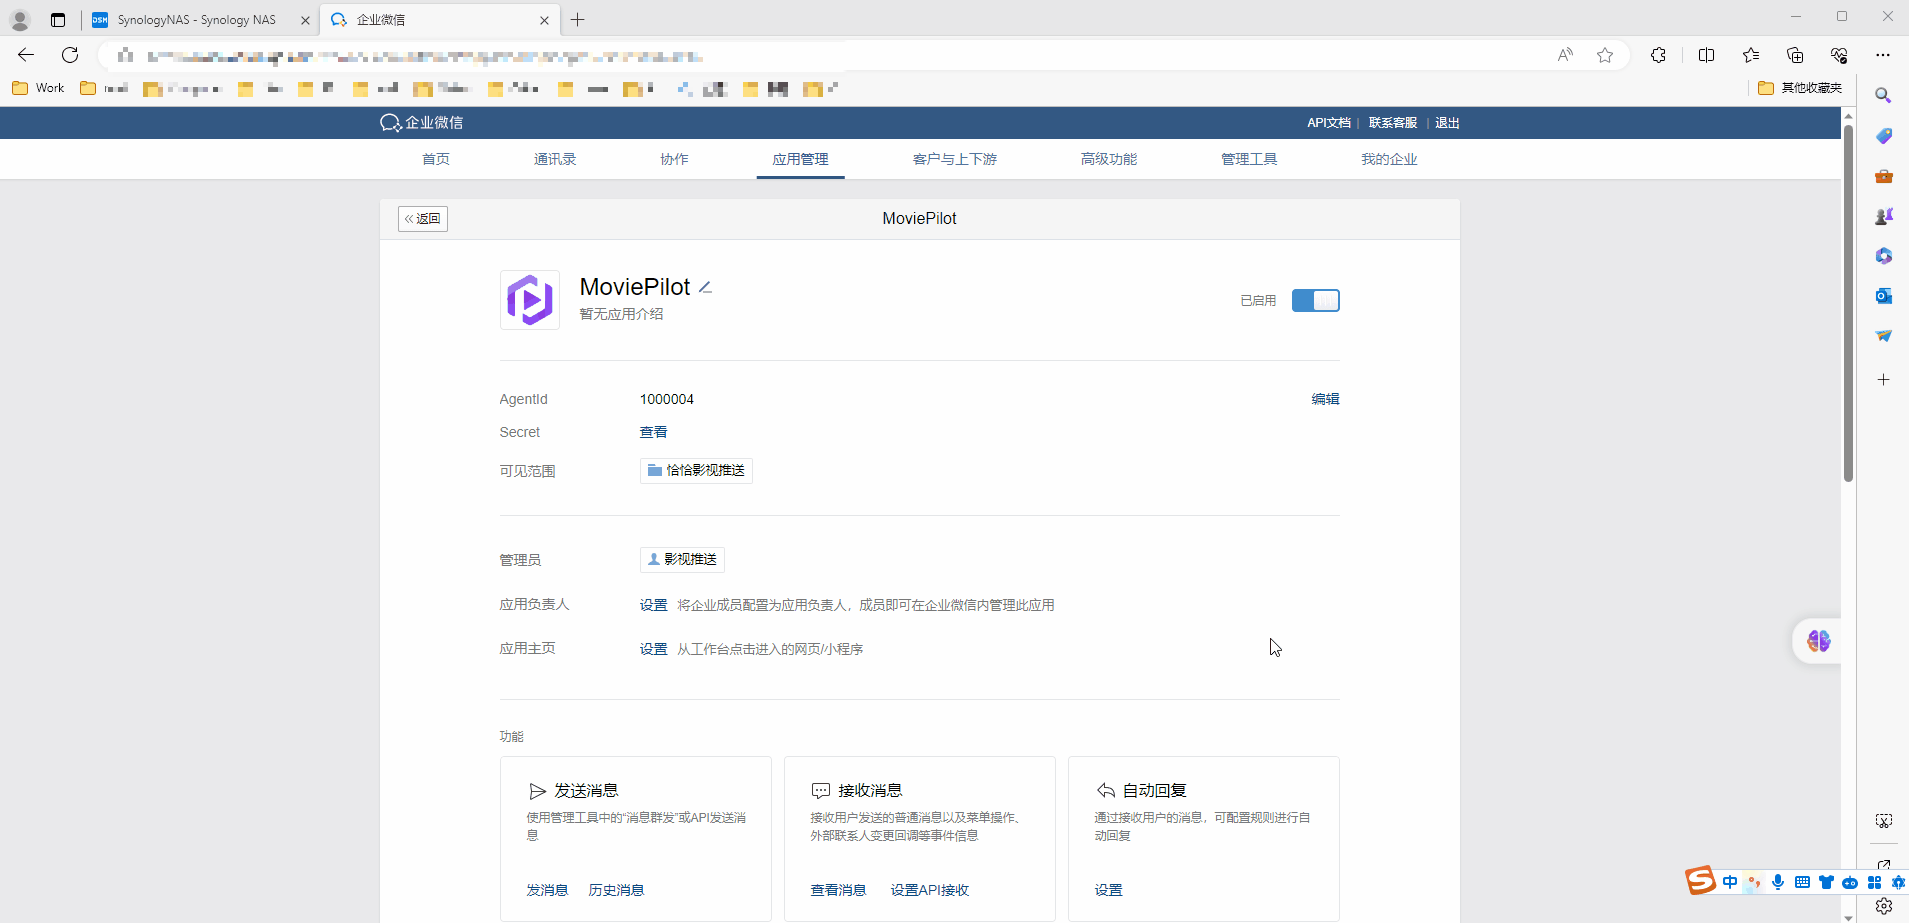 SynologyNAS - Synology NAS
企业微信
Work
其他收藏夹
企业微信
API文档 | 联系客服 | 退出
首页 通讯录 协作 应用管理 客户与上下游 高级功能 管理工具 我的企业
«返回
MoviePilot
MoviePilot
暂无应用介绍
已启用
AgentId 1000004 编辑
Secret 查看
可见范围 恰恰影视推送
管理员 影视推送
应用负责人 设置 将企业成员配置为应用负责人，成员即可在企业微信内管理此应用
应用主页 设置 从工作台点击进入的网页/小程序
功能
发送消息
使用管理工具中的“消息群发”或API发送消
息
发消息 历史消息
接收消息
接收用户发送的普通消息以及菜单操作、
外部联系人变更回调等事件信息
查看消息 设置API接收
自动回复
通过接收用户的消息，可配置规则进行自
动回复
设置
中